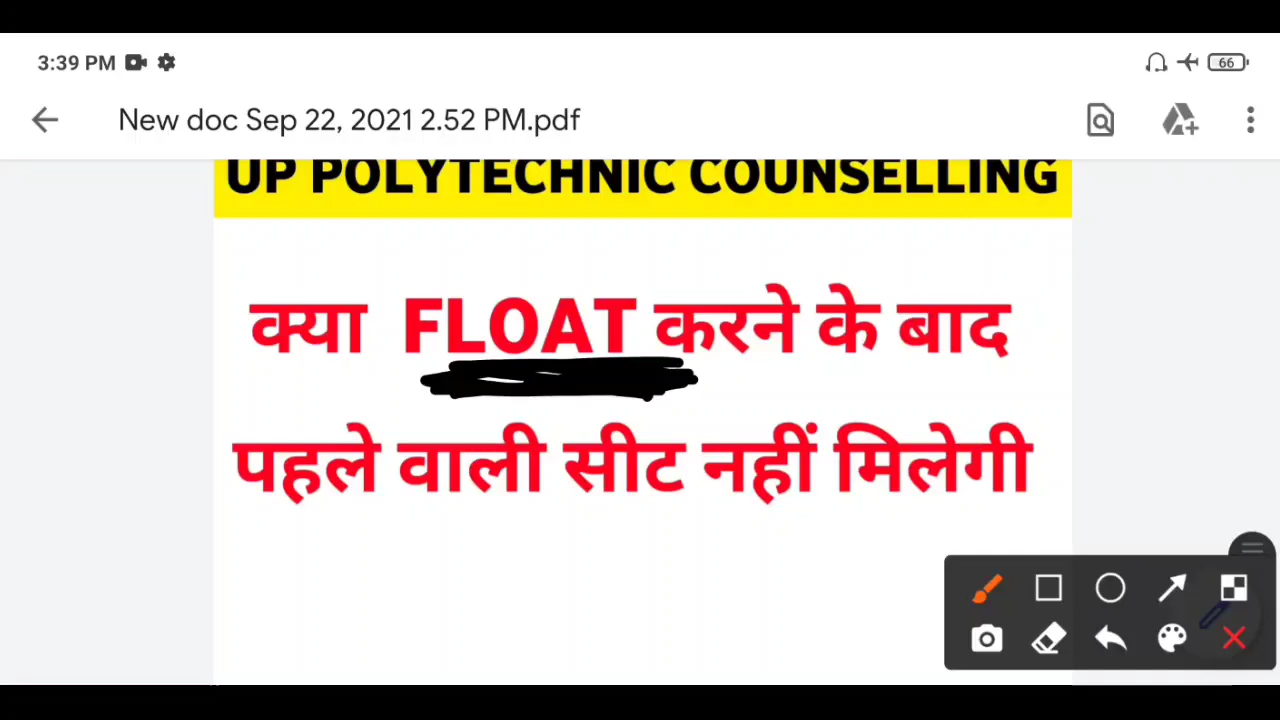 3:39 PM
66
New doc Sep 22, 2021 2.52 PM.pdf
UP POLYTECHNIC COUNSELLING
क्या FLOAT करने के बाद
पहले वाली सीट नहीं मिलेगी